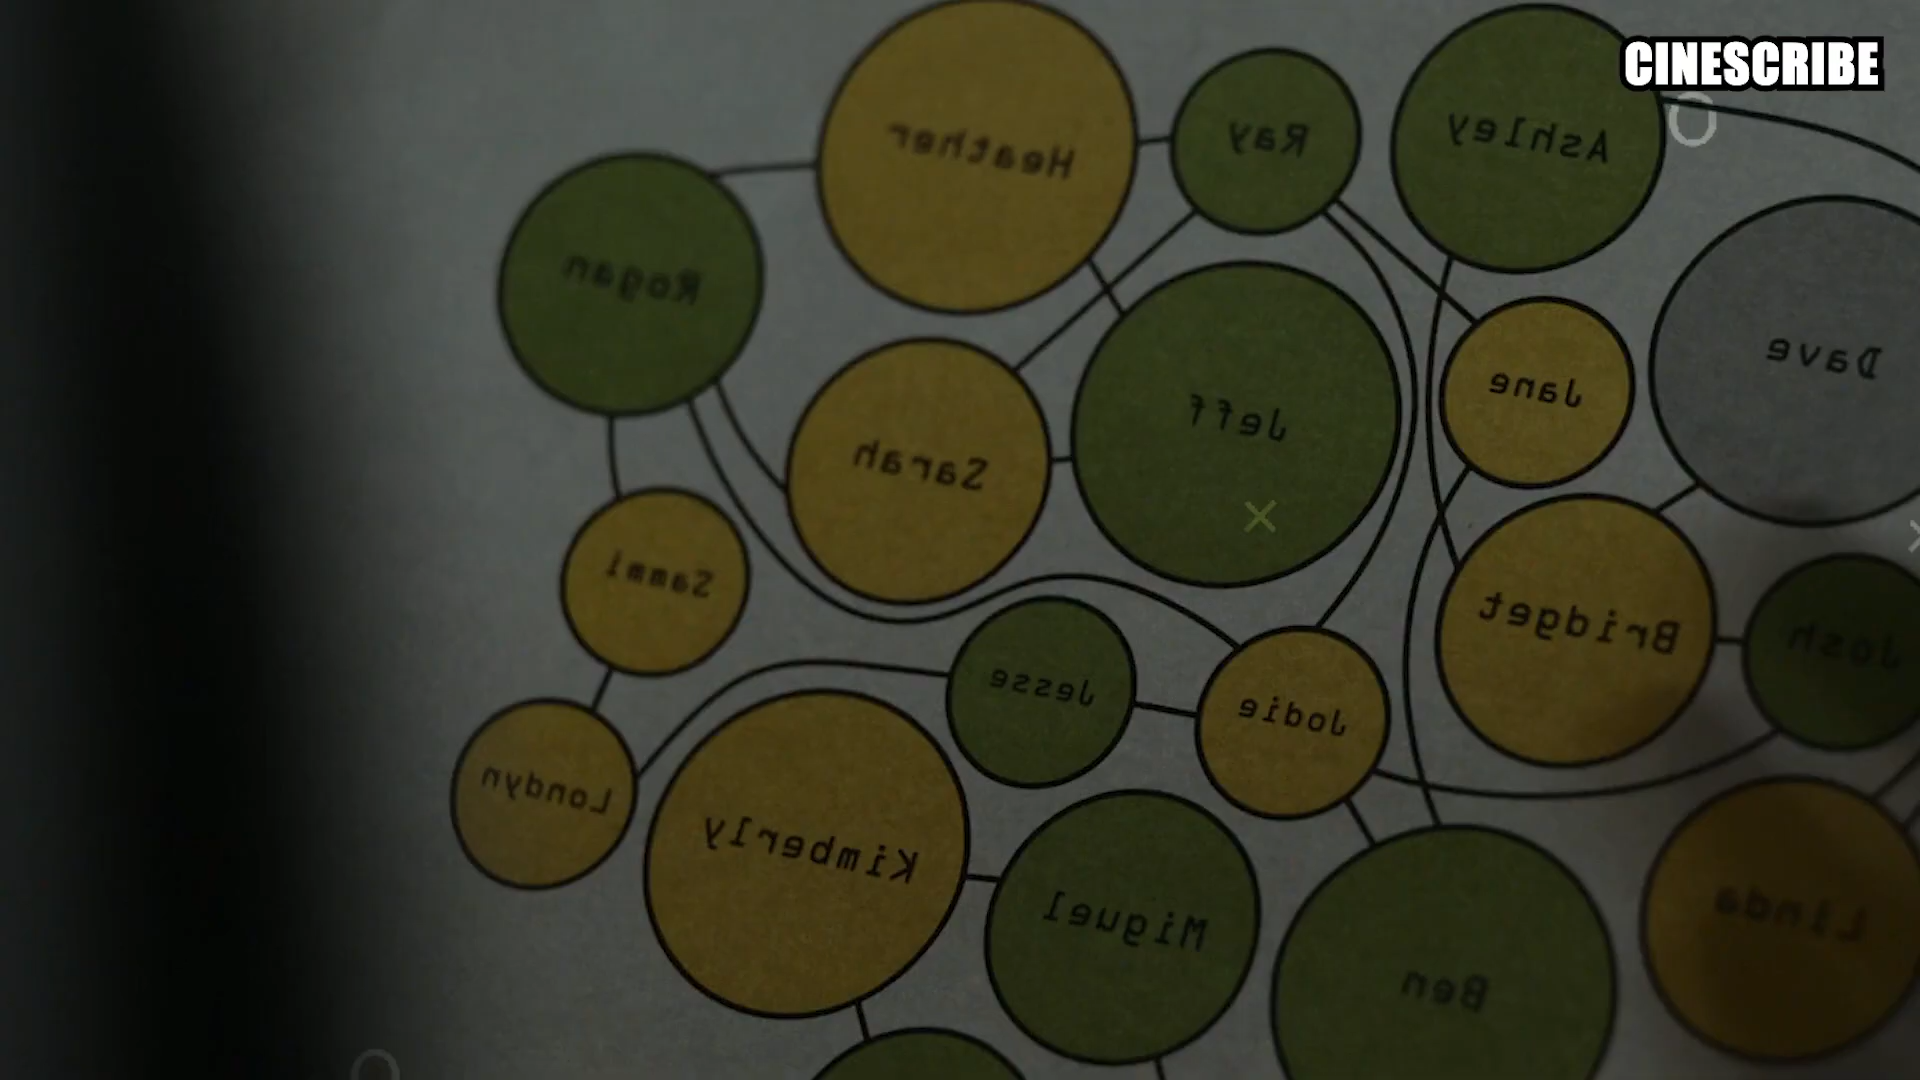 CINESCRIBE
Heather
Ray
Ashley
Rogan
Dave
Jane
Jeff
Sarah
Sammi
Bridget
Josh
Jesse
Jodie
Londyn
Kimberly
Miguel
Linda
Ben